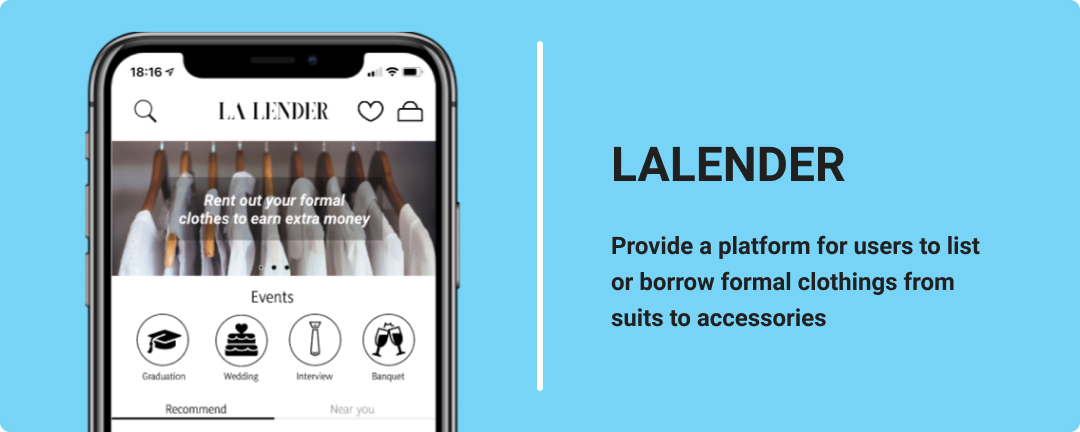 18:16
LA LENDER
Rent out your formal
clothes to earn extra money
Events
Graduation
Wedding
Interview
Banquet
Recommend
Near you
LALENDER
Provide a platform for users to list
or borrow formal clothings from
suits to accessories